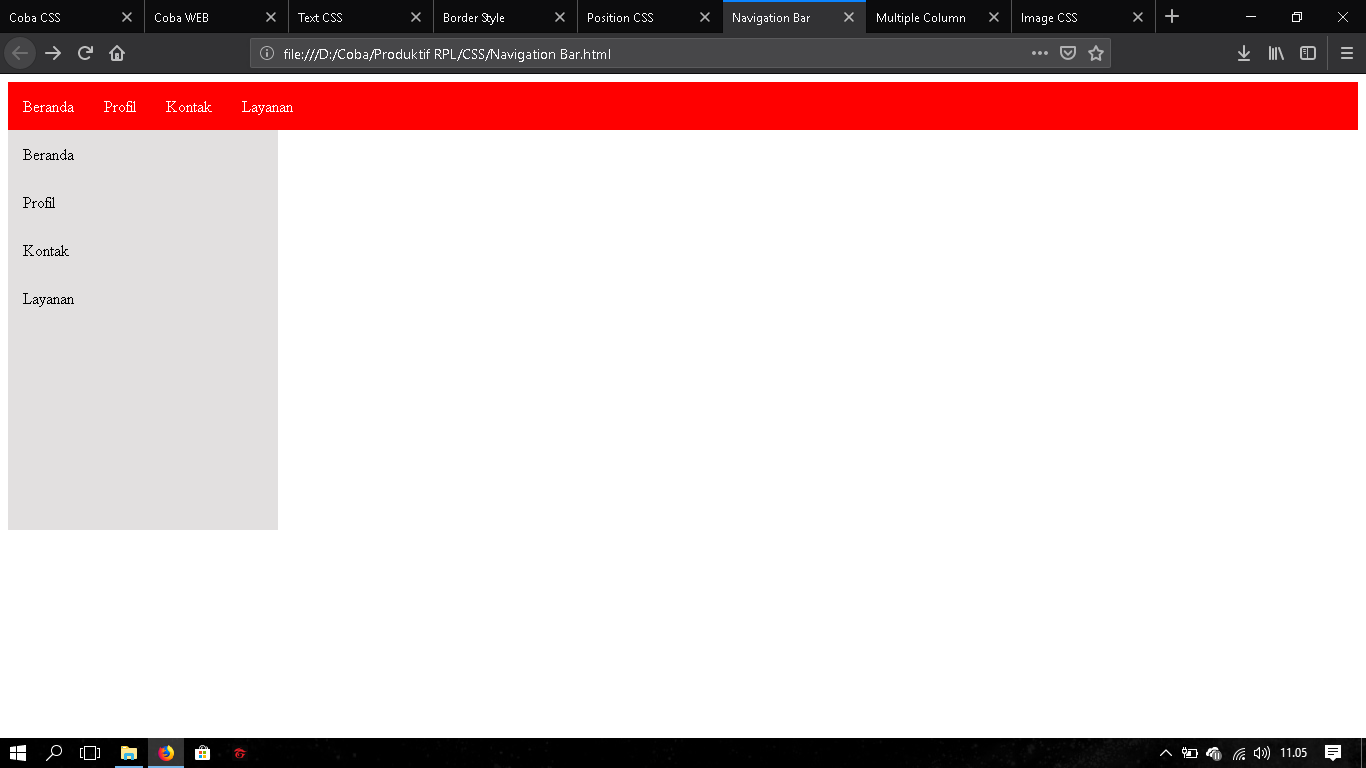 Coba CSS Coba WEB Text CSS Border Style Position CSS Navigation Bar Multiple Column Image CSS
file:///D:/Coba/Produktif RPL/CSS/Navigation Bar.html
Beranda Profil Kontak Layanan
Beranda
Profil
Kontak
Layanan
11.05